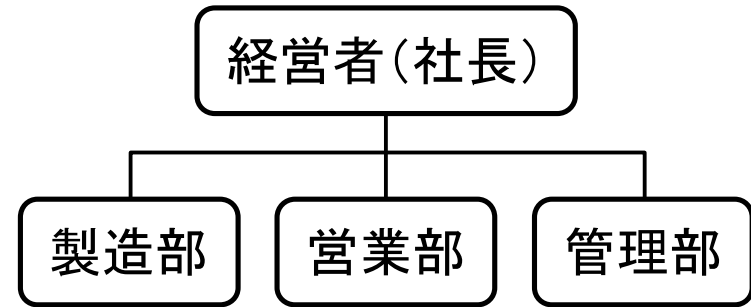 経営者（社長）
製造部
営業部
管理部